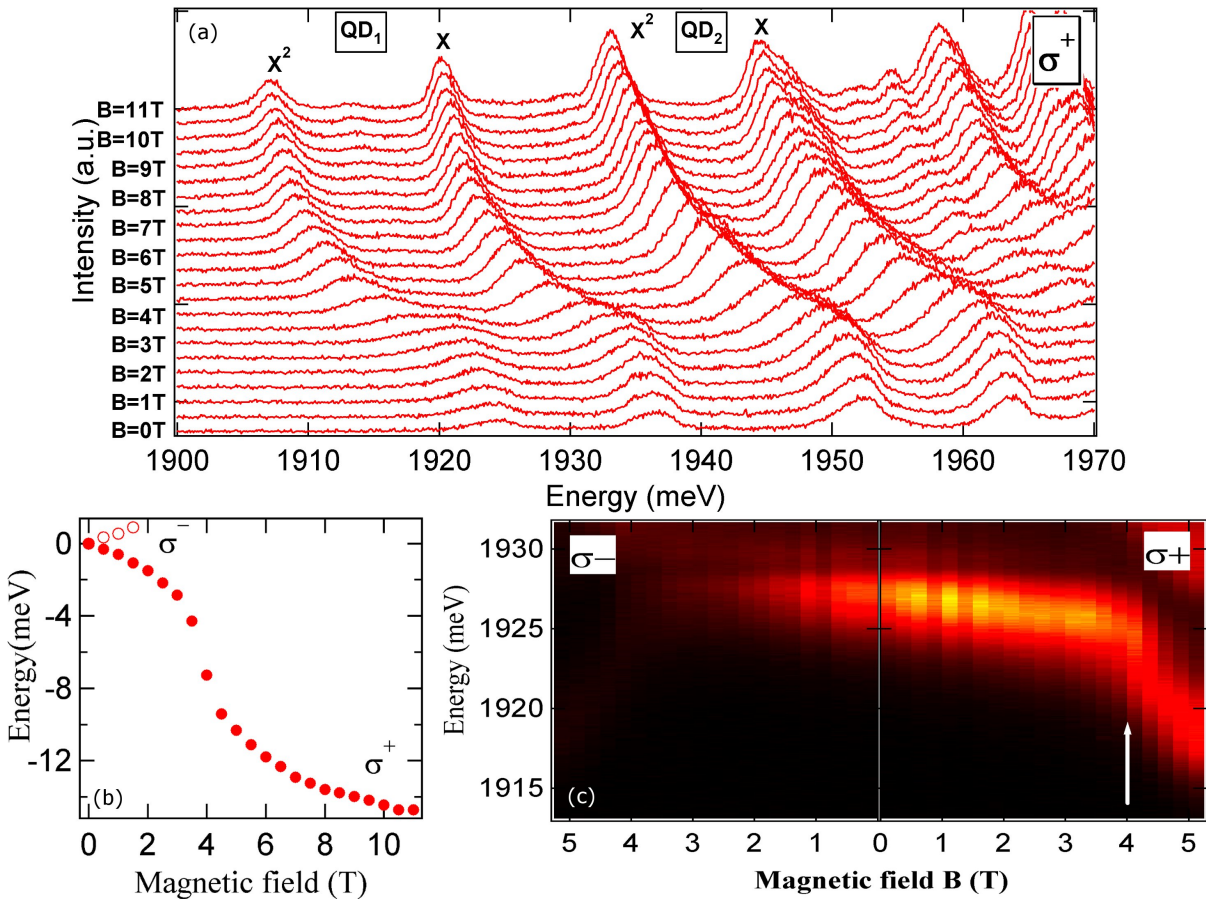 (a)
QD1
X
X2
QD2
X
X2
σ+
Intensity (a.u.)
B=11T
B=10T
B=9T
B=8T
B=7T
B=6T
B=5T
B=4T
B=3T
B=2T
B=1T
B=0T
1900 1910 1920 1930 1940 1950 1960 1970
Energy (meV)
Energy(meV)
0
-4
-8
-12
σ−
σ+
(b)
0 2 4 6 8 10
Magnetic field (T)
Energy (meV)
1930
1925
1920
1915
σ−
σ+
(c)
5 4 3 2 1 0 1 2 3 4 5
Magnetic field B (T)